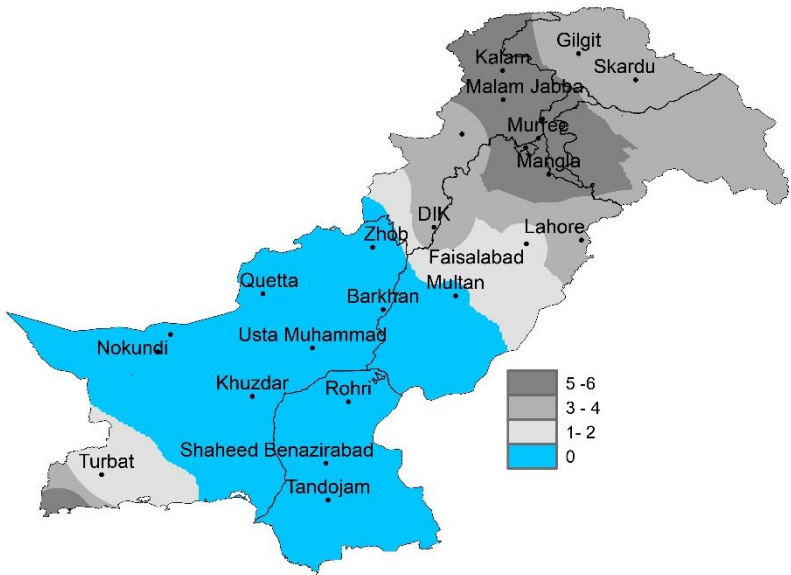 Gilgit
Kalam
Skardu
Malam Jabba
Murree
Mangla
DIK
Lahore
Zhob
Faisalabad
Quetta
Multan
Barkhan
Usta Muhammad
Nokundi
Khuzdar
Rohri
Shaheed Benazirabad
Turbat
Tandojam
5 -6
3 - 4
1- 2
0